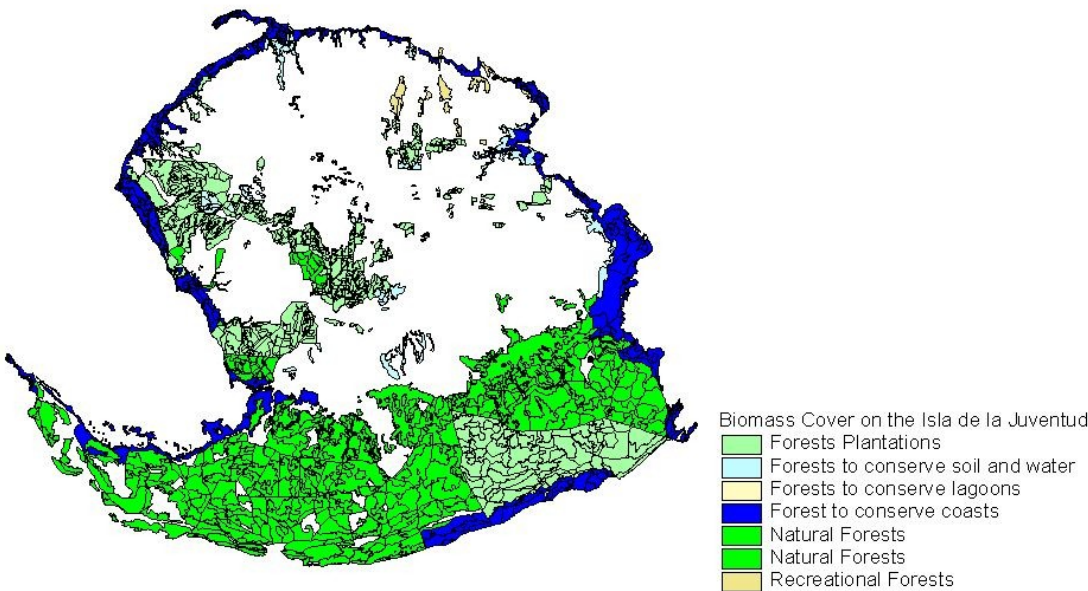 Biomass Cover on the Isla de la Juventud
Forests Plantations
Forests to conserve soil and water
Forests to conserve lagoons
Forest to conserve coasts
Natural Forests
Natural Forests
Recreational Forests